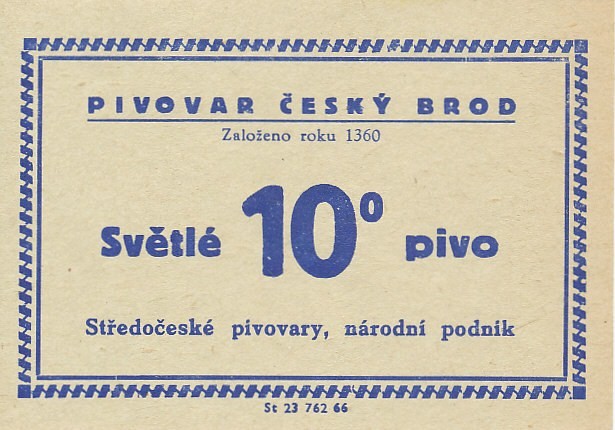 PIVOVAR ČESKÝ BROD
Založeno roku 1360
Světlé 10° pivo
Středočeské pivovary, národní podnik
St 23 762 66